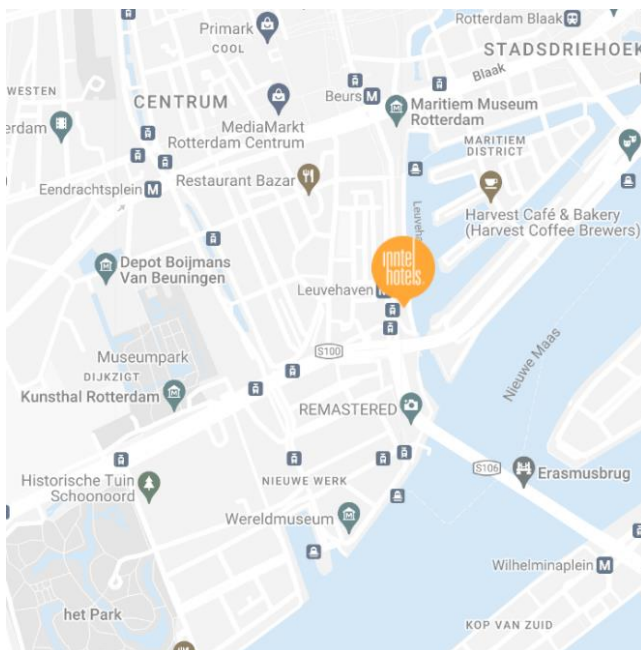 Rotterdam Blaak
Primark
COOL
STADSDRIEHOEK
Blaak
WESTEN
CENTRUM
Beurs M
Maritiem Museum
Rotterdam
erdam
MediaMarkt
Rotterdam Centrum
MARITIEM
DISTRICT
Restaurant Bazar
Eendrachtsplein M
Leuveh
Harvest Café & Bakery
(Harvest Coffee Brewers)
Depot Boijmans
Van Beuningen
inntel
hotels
Leuvehaven
Nieuwe Maas
S100
Museumpark
DIJKZIGT
Kunsthal Rotterdam
REMASTERED
S106
Erasmusbrug
Historische Tuin
Schoonoord
NIEUWE WERK
Wereldmuseum
Wilhelminaplein M
het Park
KOP VAN ZUID